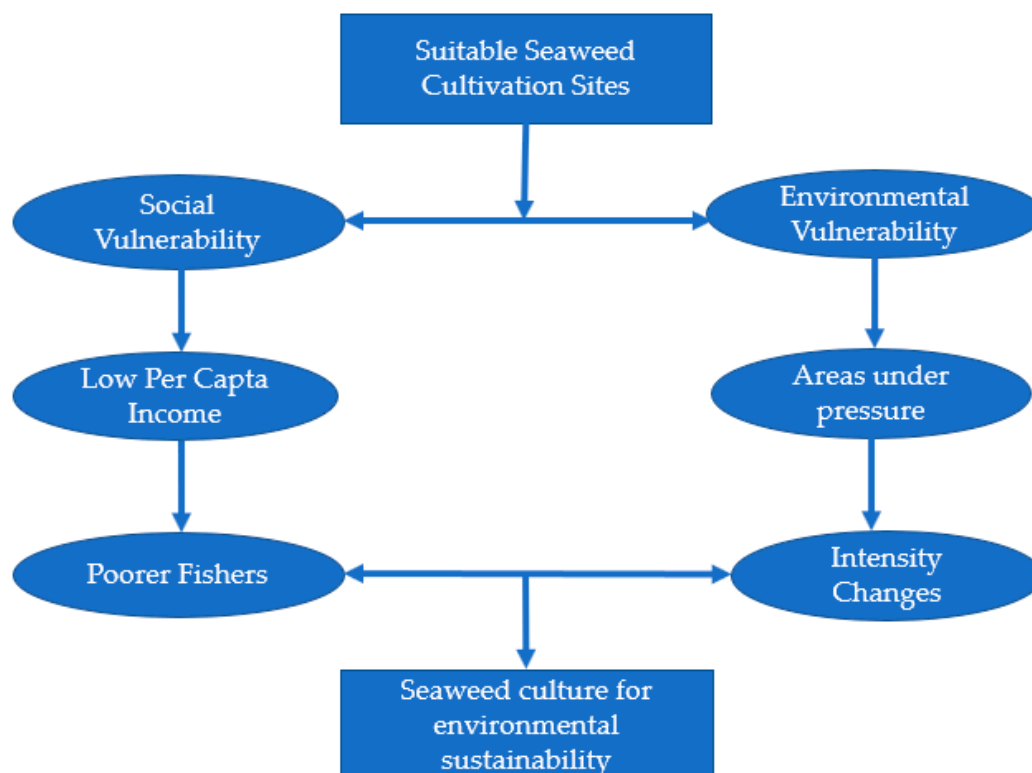 Suitable Seaweed
Cultivation Sites
Social
Vulnerability
Environmental
Vulnerability
Low Per Capta
Income
Areas under
pressure
Poorer Fishers
Intensity
Changes
Seaweed culture for
environmental
sustainability